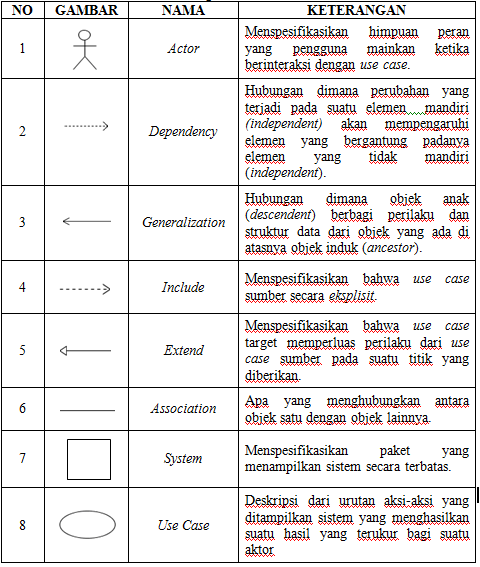 NO GAMBAR NAMA KETERANGAN
1 Actor
Menspesifikasikan himpuan peran
yang pengguna mainkan ketika
berinteraksi dengan use case.
2 Dependency
Hubungan dimana perubahan yang
terjadi pada suatu elemen mandiri
(independent) akan mempengaruhi
elemen yang bergantung padanya
elemen yang tidak mandiri
(independent).
3 Generalization
Hubungan dimana objek anak
(descendent) berbagi perilaku dan
struktur data dari objek yang ada di
atasnya objek induk (ancestor).
4 Include
Menspesifikasikan bahwa use case
sumber secara eksplisit.
5 Extend
Menspesifikasikan bahwa use case
target memperluas perilaku dari use
case sumber pada suatu titik yang
diberikan.
6 Association
Apa yang menghubungkan antara
objek satu dengan objek lainnya.
7 System
Menspesifikasikan paket yang
menampilkan sistem secara terbatas.
8 Use Case
Deskripsi dari urutan aksi-aksi yang
ditampilkan sistem yang menghasilkan
suatu hasil yang terukur bagi suatu
aktor